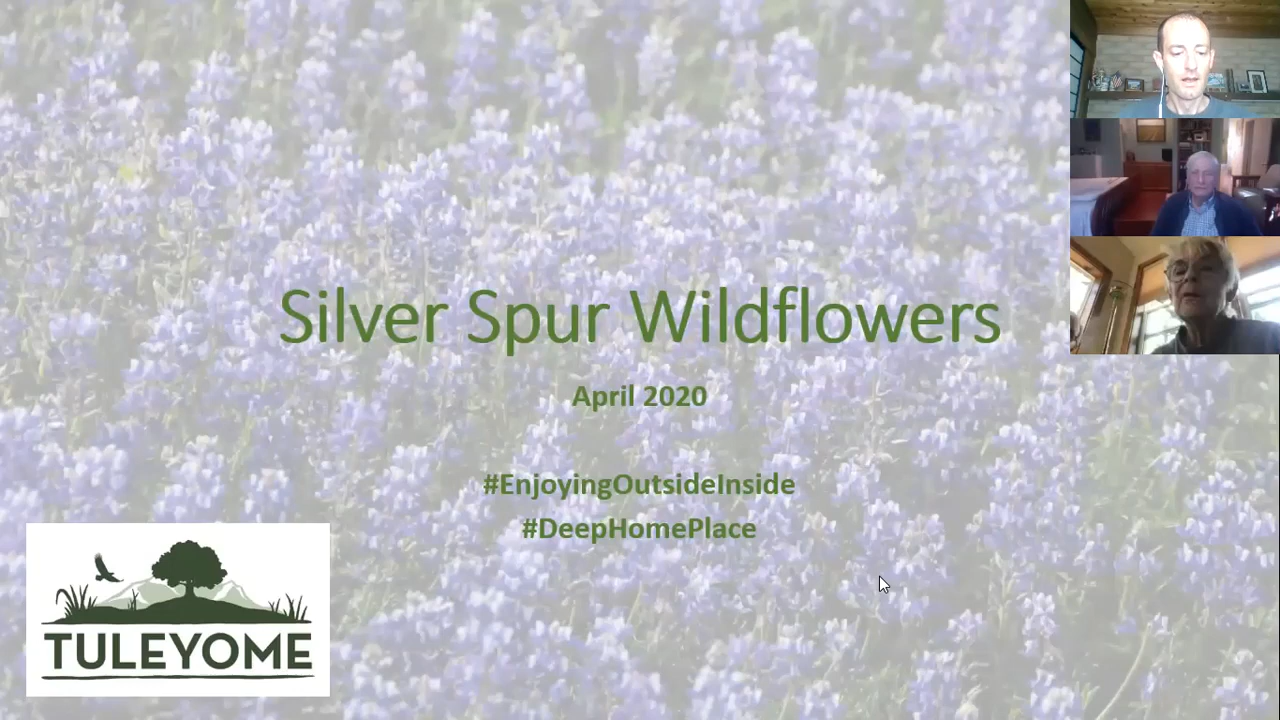 Silver Spur Wildflowers
April 2020
#EnjoyingOutsideInside
#DeepHomePlace
TULEYOME